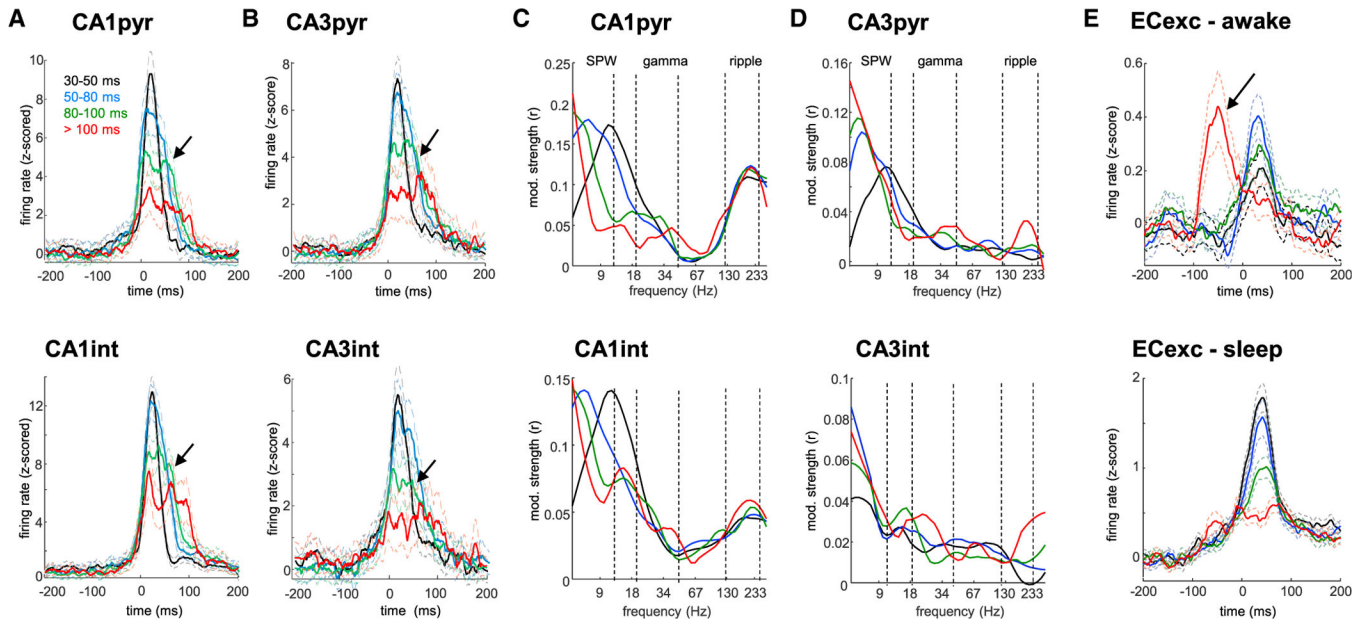 A CA1pyr
B CA3pyr
C CA1pyr
D CA3pyr
E ECexc - awake
firing rate (z-scored)
10
8
6
4
2
0
30-50 ms
50-80 ms
80-100 ms
> 100 ms
-200 -100 0 100 200
time (ms)
firing rate (z-score)
8
6
4
2
0
-200 -100 0 100 200
time (ms)
SPW gamma ripple
mod. strength (r)
0.25
0.20
0.15
0.10
0.05
0
9 18 34 67 130 233
frequency (Hz)
SPW gamma ripple
mod. strength (r)
0.16
0.12
0.08
0.04
0
9 18 34 67 130 233
frequency (Hz)
firing rate (z-score)
0.6
0.4
0.2
0
-200 -100 0 100 200
time (ms)
CA1int
CA3int
CA1int
CA3int
ECexc - sleep
firing rate (z-scored)
12
8
4
0
-200 -100 0 100 200
time (ms)
firing rate (z-score)
6
4
2
0
-200 -100 0 100 200
time (ms)
mod. strength (r)
0.15
0.10
0.05
0
9 18 34 67 130 233
frequency (Hz)
mod. strength (r)
0.1
0.08
0.06
0.04
0.02
0
9 18 34 67 130 233
frequency (Hz)
firing rate (z-score)
2
1
0
-200 -100 0 100 200
time (ms)